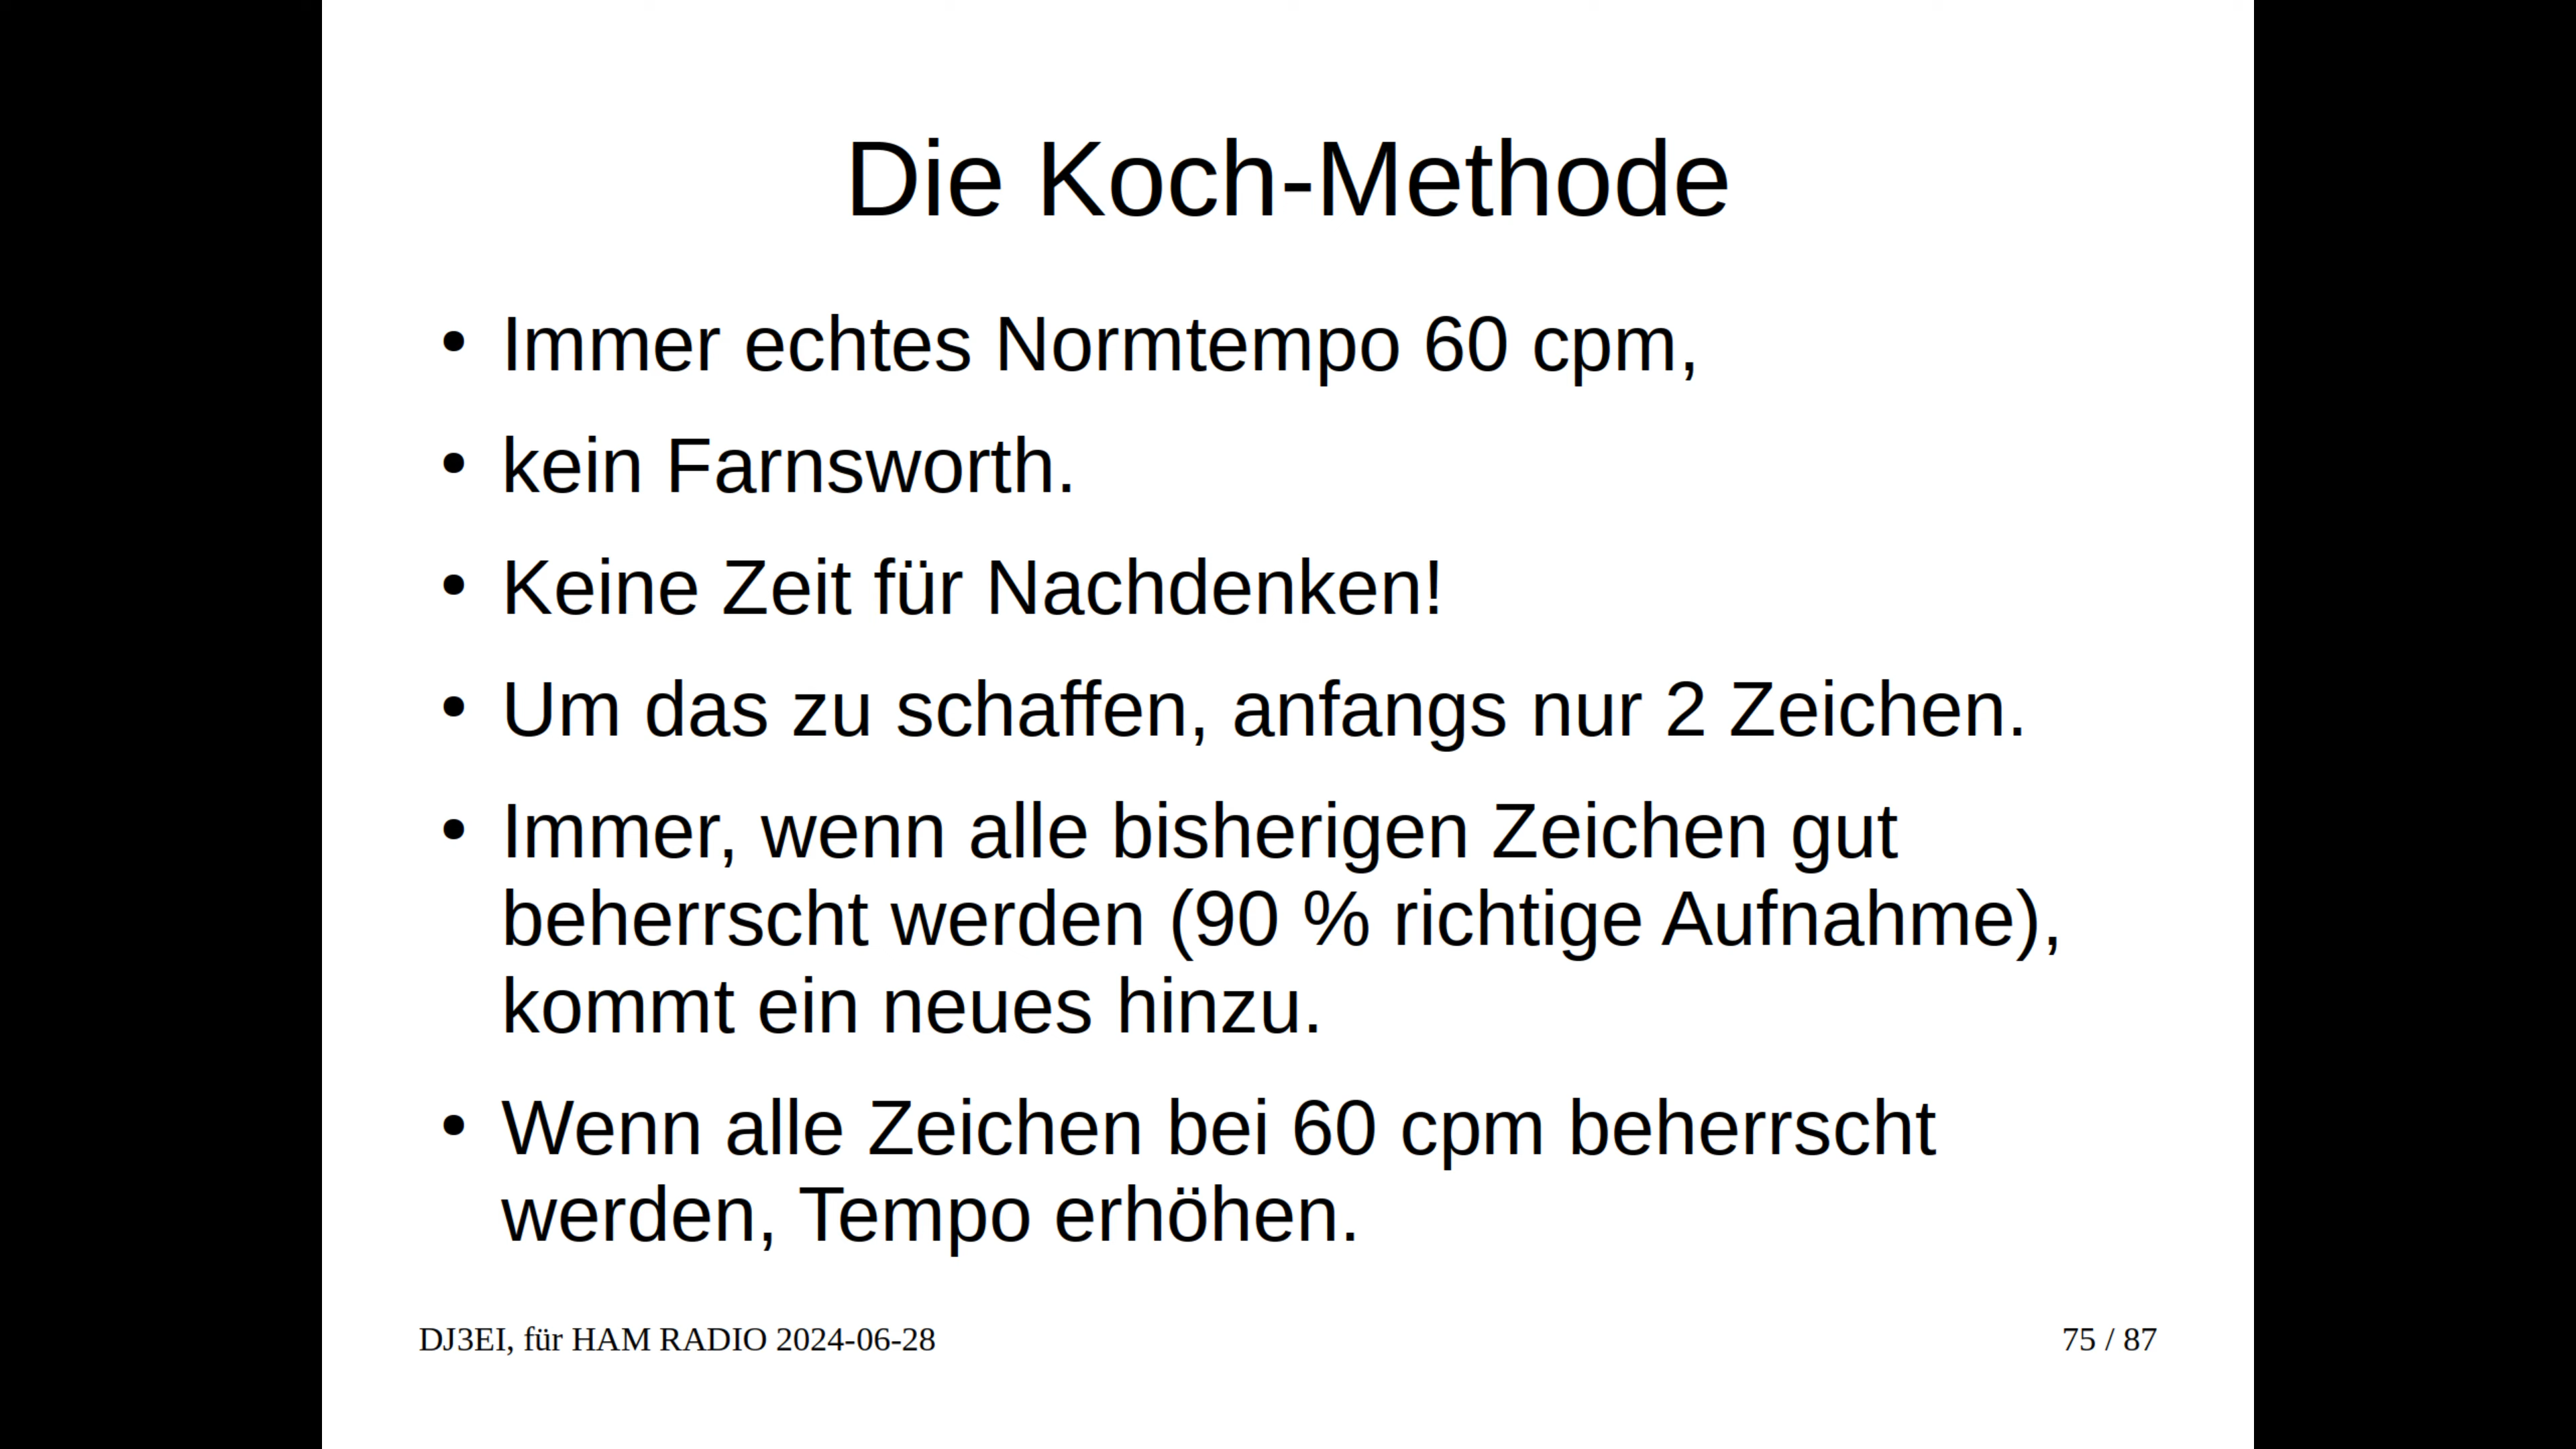 Die Koch-Methode
• Immer echtes Normtempo 60 cpm,
• kein Farnsworth.
• Keine Zeit für Nachdenken!
• Um das zu schaffen, anfangs nur 2 Zeichen.
• Immer, wenn alle bisherigen Zeichen gut
beherrscht werden (90 % richtige Aufnahme),
kommt ein neues hinzu.
• Wenn alle Zeichen bei 60 cpm beherrscht
werden, Tempo erhöhen.
DJ3EI, für HAM RADIO 2024-06-28
75 / 87